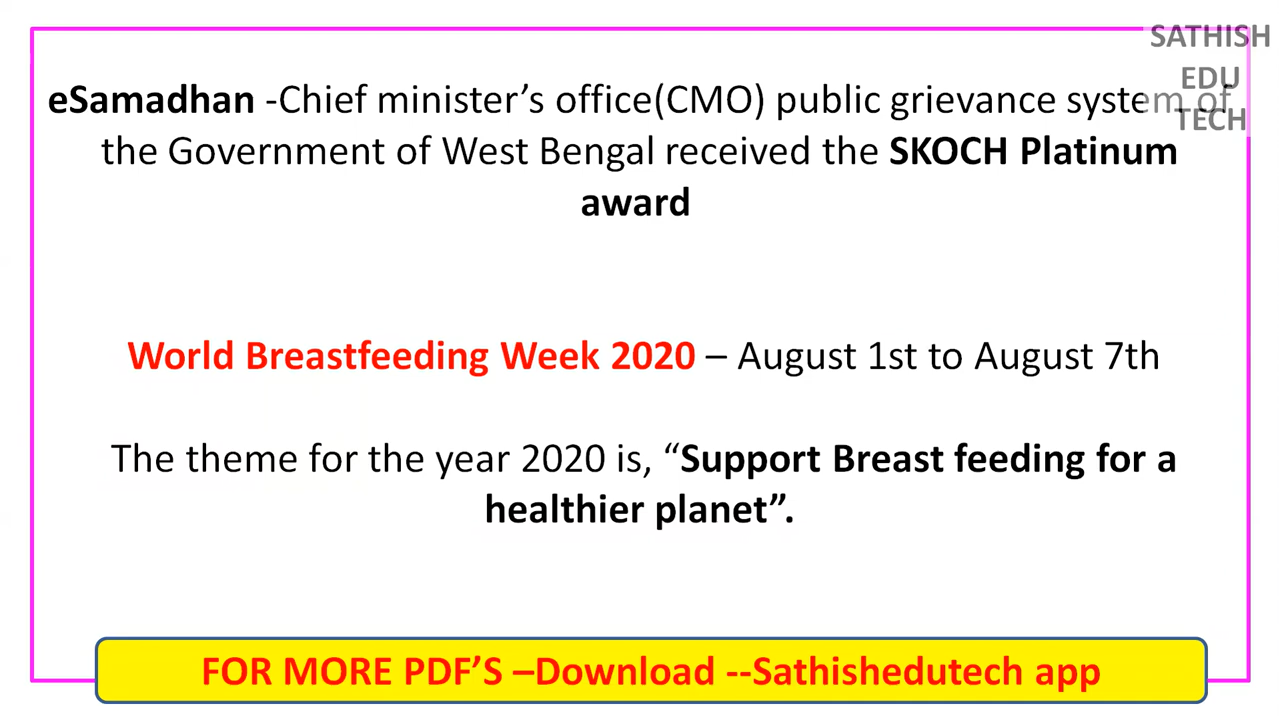 SATHISH
EDU
TECH
eSamadhan -Chief minister’s office(CMO) public grievance system of
the Government of West Bengal received the SKOCH Platinum
award
World Breastfeeding Week 2020 – August 1st to August 7th
The theme for the year 2020 is, “Support Breast feeding for a
healthier planet”.
FOR MORE PDF’S –Download --Sathishedutech app